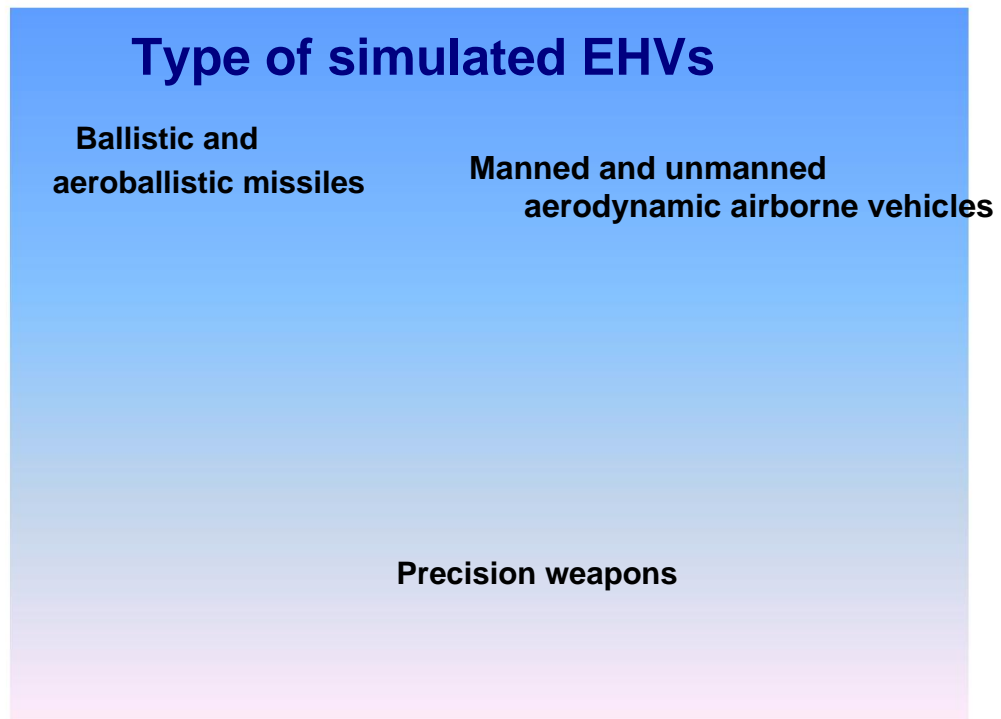 Type of simulated EHVs
Ballistic and
aeroballistic missiles
Manned and unmanned
aerodynamic airborne vehicles
Precision weapons